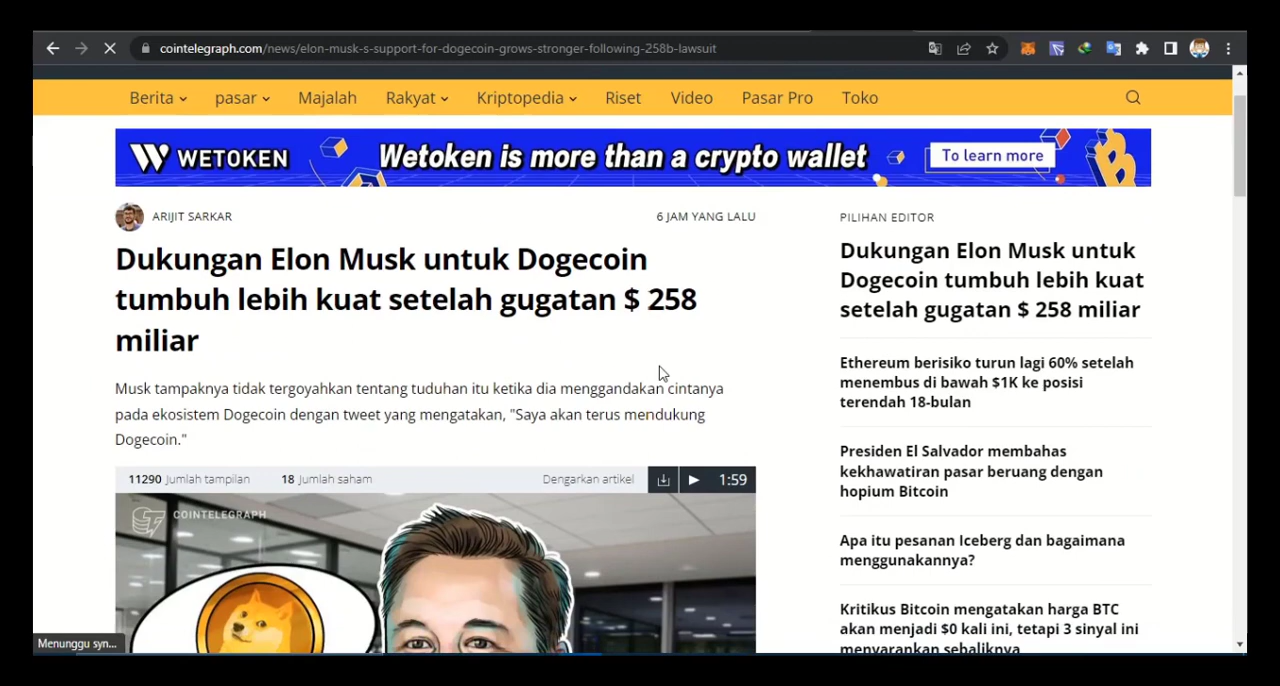 cointelegraph.com/news/elon-musk-s-support-for-dogecoin-grows-stronger-following-258b-lawsuit
Berita pasar Majalah Rakyat Kriptopedia Riset Video Pasar Pro Toko
WETOKEN Wetoken is more than a crypto wallet To learn more
ARIJIT SARKAR 6 JAM YANG LALU
Dukungan Elon Musk untuk Dogecoin
tumbuh lebih kuat setelah gugatan $ 258
miliar
Musk tampaknya tidak tergoyahkan tentang tuduhan itu ketika dia menggandakan cintanya
pada ekosistem Dogecoin dengan tweet yang mengatakan, "Saya akan terus mendukung
Dogecoin."
11290 Jumlah tampilan 18 Jumlah saham Dengarkan artikel 1:59
COINTELEGRAPH
PILIHAN EDITOR
Dukungan Elon Musk untuk
Dogecoin tumbuh lebih kuat
setelah gugatan $ 258 miliar
Ethereum berisiko turun lagi 60% setelah
menembus di bawah $1K ke posisi
terendah 18-bulan
Presiden El Salvador membahas
kekhawatiran pasar beruang dengan
hopium Bitcoin
Apa itu pesanan Iceberg dan bagaimana
menggunakannya?
Kritikus Bitcoin mengatakan harga BTC
akan menjadi $0 kali ini, tetapi 3 sinyal ini
menyarankan sebaliknya
Menunggu syn...